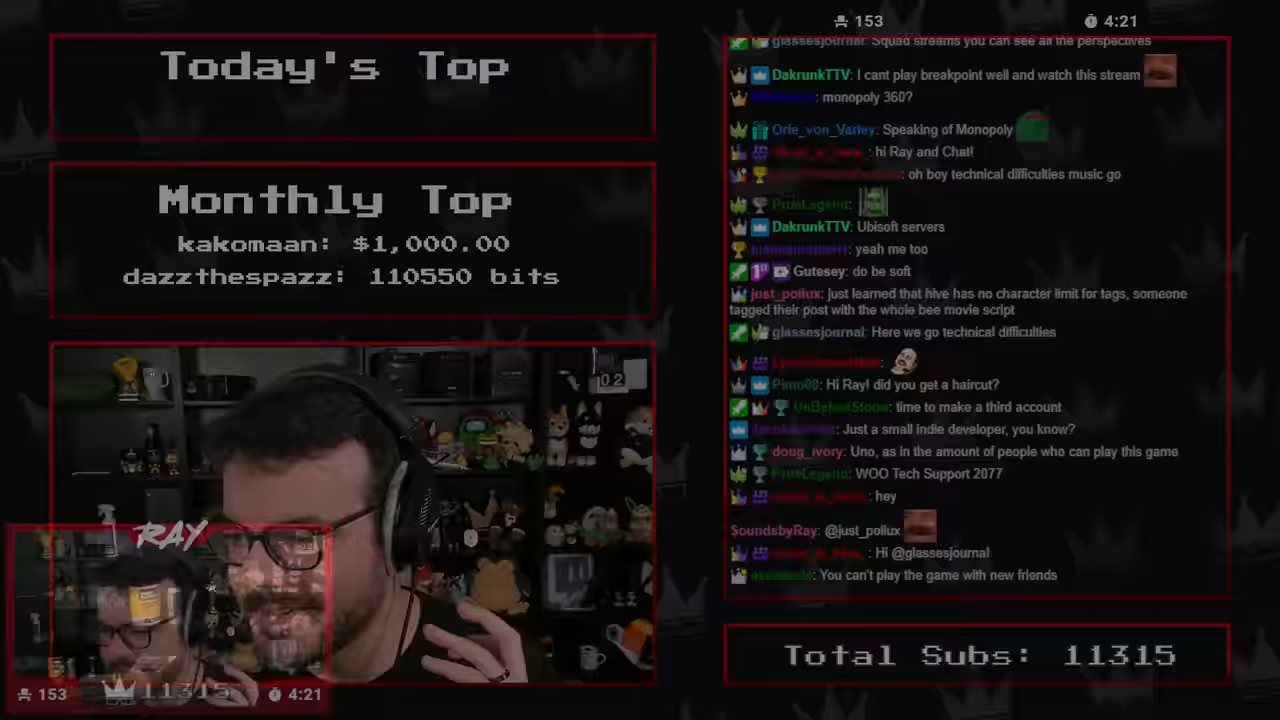 153
4:21
Today's Top
Monthly Top
kakomaan: $1,000.00
dazzthespazz: 110550 bits
glassesjournal: Squad streams you can see all the perspectives
DakrunkTTV: I cant play breakpoint well and watch this stream
: monopoly 360?
Orle_von_Varley: Speaking of Monopoly
: hi Ray and Chat!
: oh boy technical difficulties music go
PrimLegend:
DakrunkTTV: Ubisoft servers
: yeah me too
1ST Gutesey: do be soft
just_pollux: just learned that hive has no character limit for tags, someone
tagged their post with the whole bee movie script
glassesjournal: Here we go technical difficulties
: Hi Ray! did you get a haircut?
UnBefeatStone: time to make a third account
: Just a small indie developer, you know?
doug_ivory: Uno, as in the amount of people who can play this game
PrimLegend: WOO Tech Support 2077
: hey
SoundsbyRay: @just_pollux
: Hi @glassesjournal
: You can't play the game with new friends
02
RAY
153
11315
4:21
Total Subs: 11315